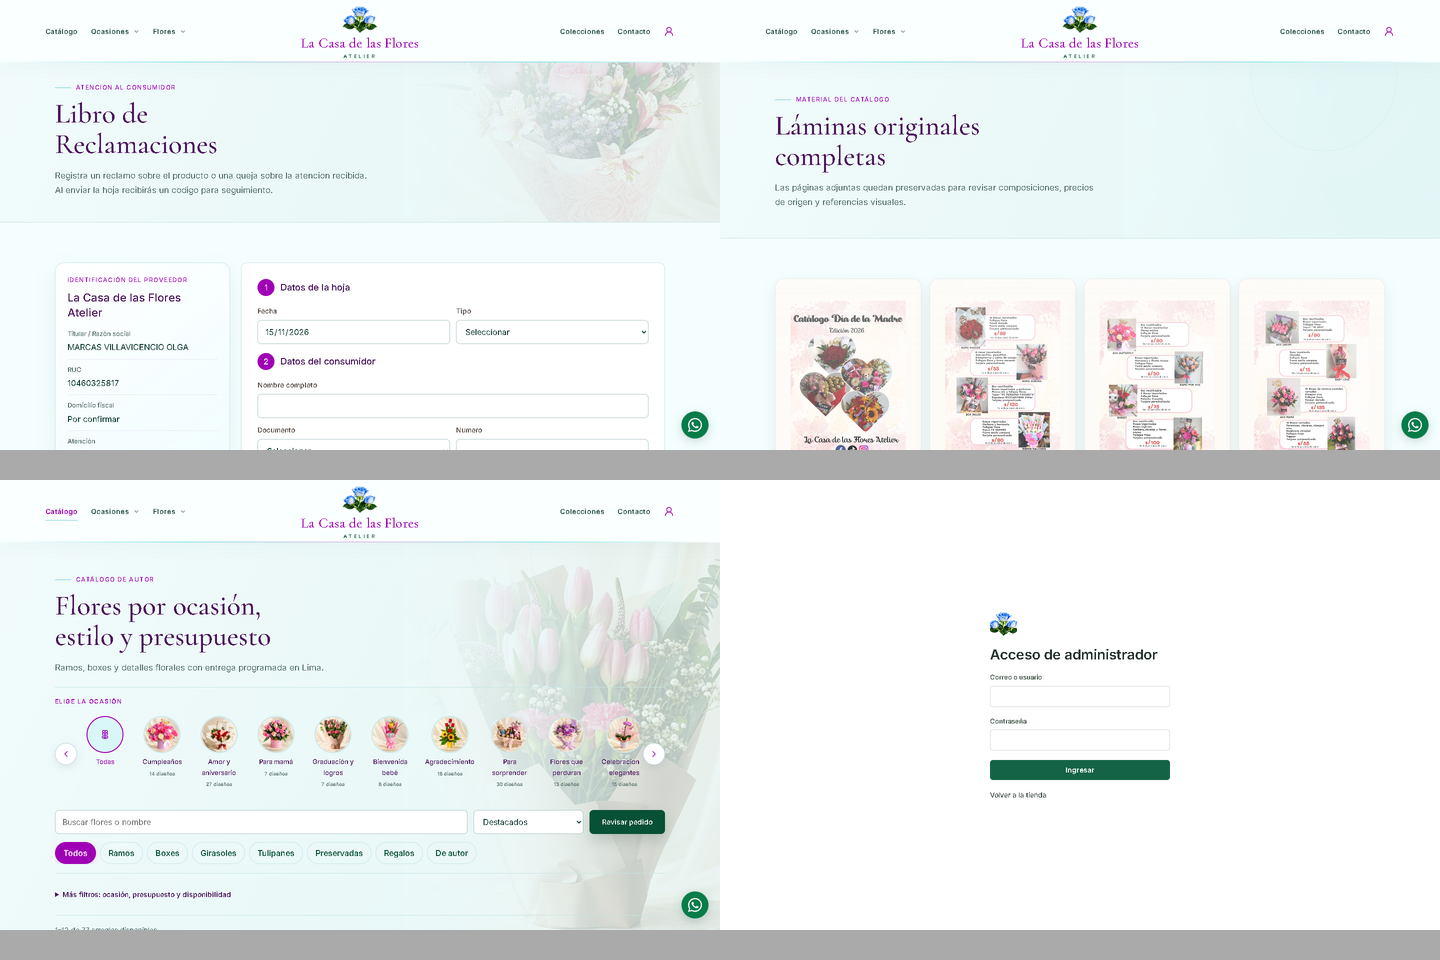 Catálogo
Ocasiones
Flores
La Casa de las Flores
ATELIER
Colecciones
Contacto
ATENCION AL CONSUMIDOR
Libro de
Reclamaciones
Registra un reclamo sobre el producto o una queja sobre la atencion recibida.
Al enviar la hoja recibirás un codigo para seguimiento.
IDENTIFICACIÓN DEL PROVEEDOR
La Casa de las Flores
Atelier
Titular / Razón social
MARCAS VILLAVICENCIO OLGA
RUC
10460325817
Domicilio fiscal
Por confirmar
Atención
1 Datos de la hoja
Fecha
Tipo
15/11/2026
Seleccionar
2 Datos del consumidor
Nombre completo
Documento
Numero
Catálogo
Ocasiones
Flores
La Casa de las Flores
ATELIER
Colecciones
Contacto
MATERIAL DEL CATÁLOGO
Láminas originales
completas
Las páginas adjuntas quedan preservadas para revisar composiciones, precios
de origen y referencias visuales.
Catálogo Día de la Madre
Edición 2026
La Casa de las Flores Atelier
Catálogo
Ocasiones
Flores
La Casa de las Flores
ATELIER
Colecciones
Contacto
CATÁLOGO DE AUTOR
Flores por ocasión,
estilo y presupuesto
Ramos, boxes y detalles florales con entrega programada en Lima.
ELIGE LA OCASIÓN
Todas
Cumpleaños
14 diseños
Amor y
aniversario
27 diseños
Para mamá
7 diseños
Graduación y
logros
7 diseños
Bienvenida
bebé
8 diseños
Agradecimiento
Para
sorprender
30 diseños
Flores que
perduran
13 diseños
Celebración
elegantes
Buscar flores o nombre
Destacados
Revisar pedido
Todos
Ramos
Boxes
Girasoles
Tulipanes
Preservadas
Regalos
De autor
Más filtros: ocasión, presupuesto y disponibilidad
Acceso de administrador
Correo o usuario
Contraseña
Ingresar
Volver a la tienda